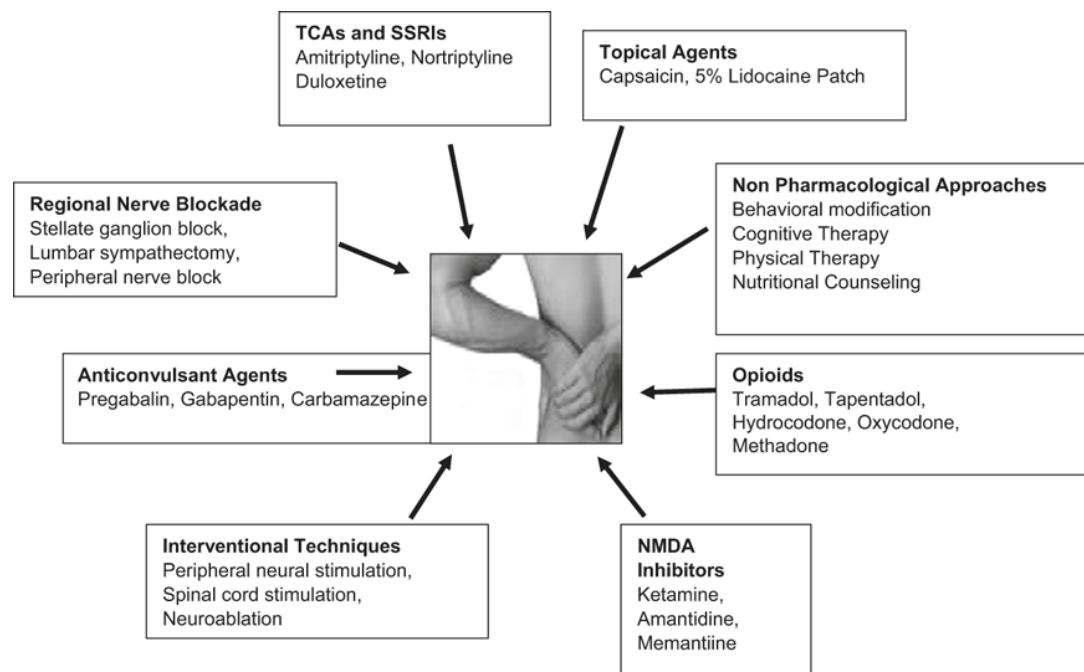 TCAs and SSRIs
Amitriptyline, Nortriptyline
Duloxetine
Topical Agents
Capsaicin, 5% Lidocaine Patch
Regional Nerve Blockade
Stellate ganglion block,
Lumbar sympathectomy,
Peripheral nerve block
Non Pharmacological Approaches
Behavioral modification
Cognitive Therapy
Physical Therapy
Nutritional Counseling
Anticonvulsant Agents
Pregabalin, Gabapentin, Carbamazepine
Opioids
Tramadol, Tapentadol,
Hydrocodone, Oxycodone,
Methadone
Interventional Techniques
Peripheral neural stimulation,
Spinal cord stimulation,
Neuroablation
NMDA
Inhibitors
Ketamine,
Amantidine,
Memantiine